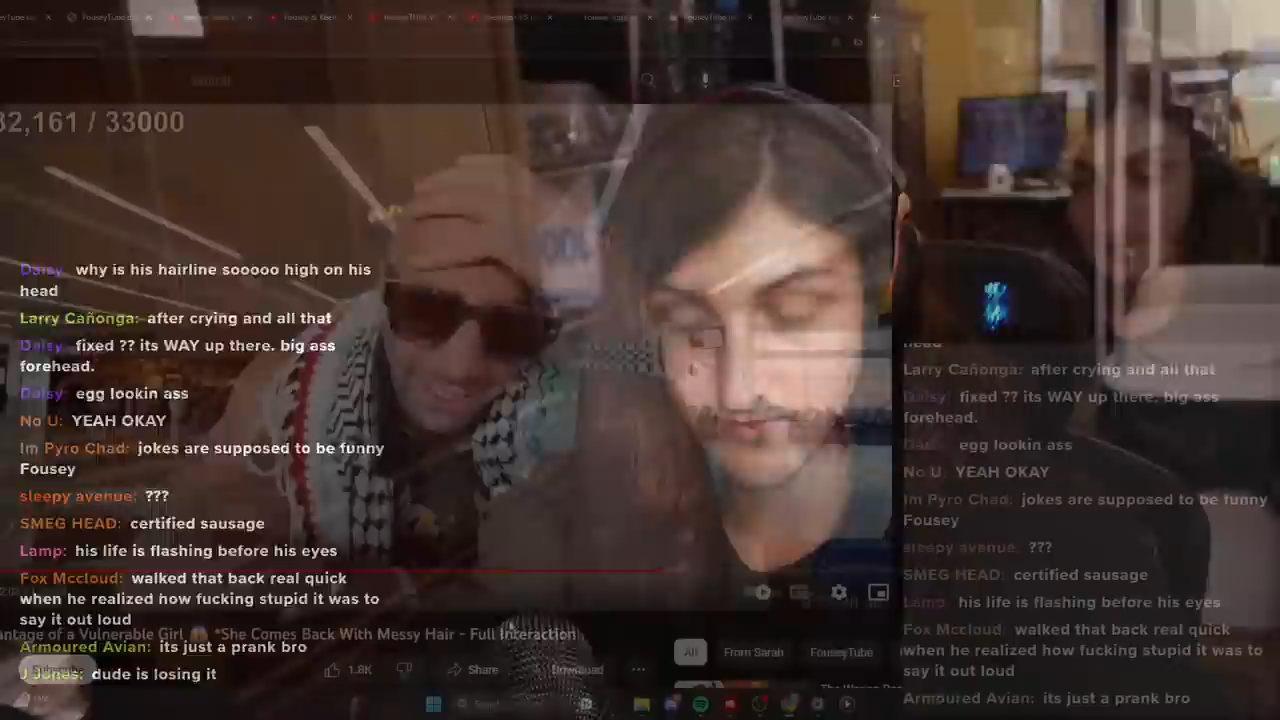 32,161 / 33000
Daisy: why is his hairline sooooo high on his
head
Larry Cañonga: after crying and all that
Daisy: fixed ?? its WAY up there. big ass
forehead.
Daisy: egg lookin ass
No U: YEAH OKAY
Im Pyro Chad: jokes are supposed to be funny
Fousey
sleepy avenue: ???
SMEG HEAD: certified sausage
Lamp: his life is flashing before his eyes
Fox Mccloud: walked that back real quick
when he realized how fucking stupid it was to
say it out loud
Armoured Avian: its just a prank bro
J Jones: dude is losing it
antage of a Vulnerable Girl *She Comes Back With Messy Hair - Full Interaction
Subscribe
1.8K
Share
Download
All
From Sarah
FouseyTube
head
Larry Cañonga: after crying and all that
Daisy: fixed ?? its WAY up there. big ass
forehead.
egg lookin ass
No U: YEAH OKAY
Im Pyro Chad: jokes are supposed to be funny
Fousey
sleepy avenue: ???
SMEG HEAD: certified sausage
Lamp: his life is flashing before his eyes
Fox Mccloud: walked that back real quick
when he realized how fucking stupid it was to
say it out loud
Armoured Avian: its just a prank bro